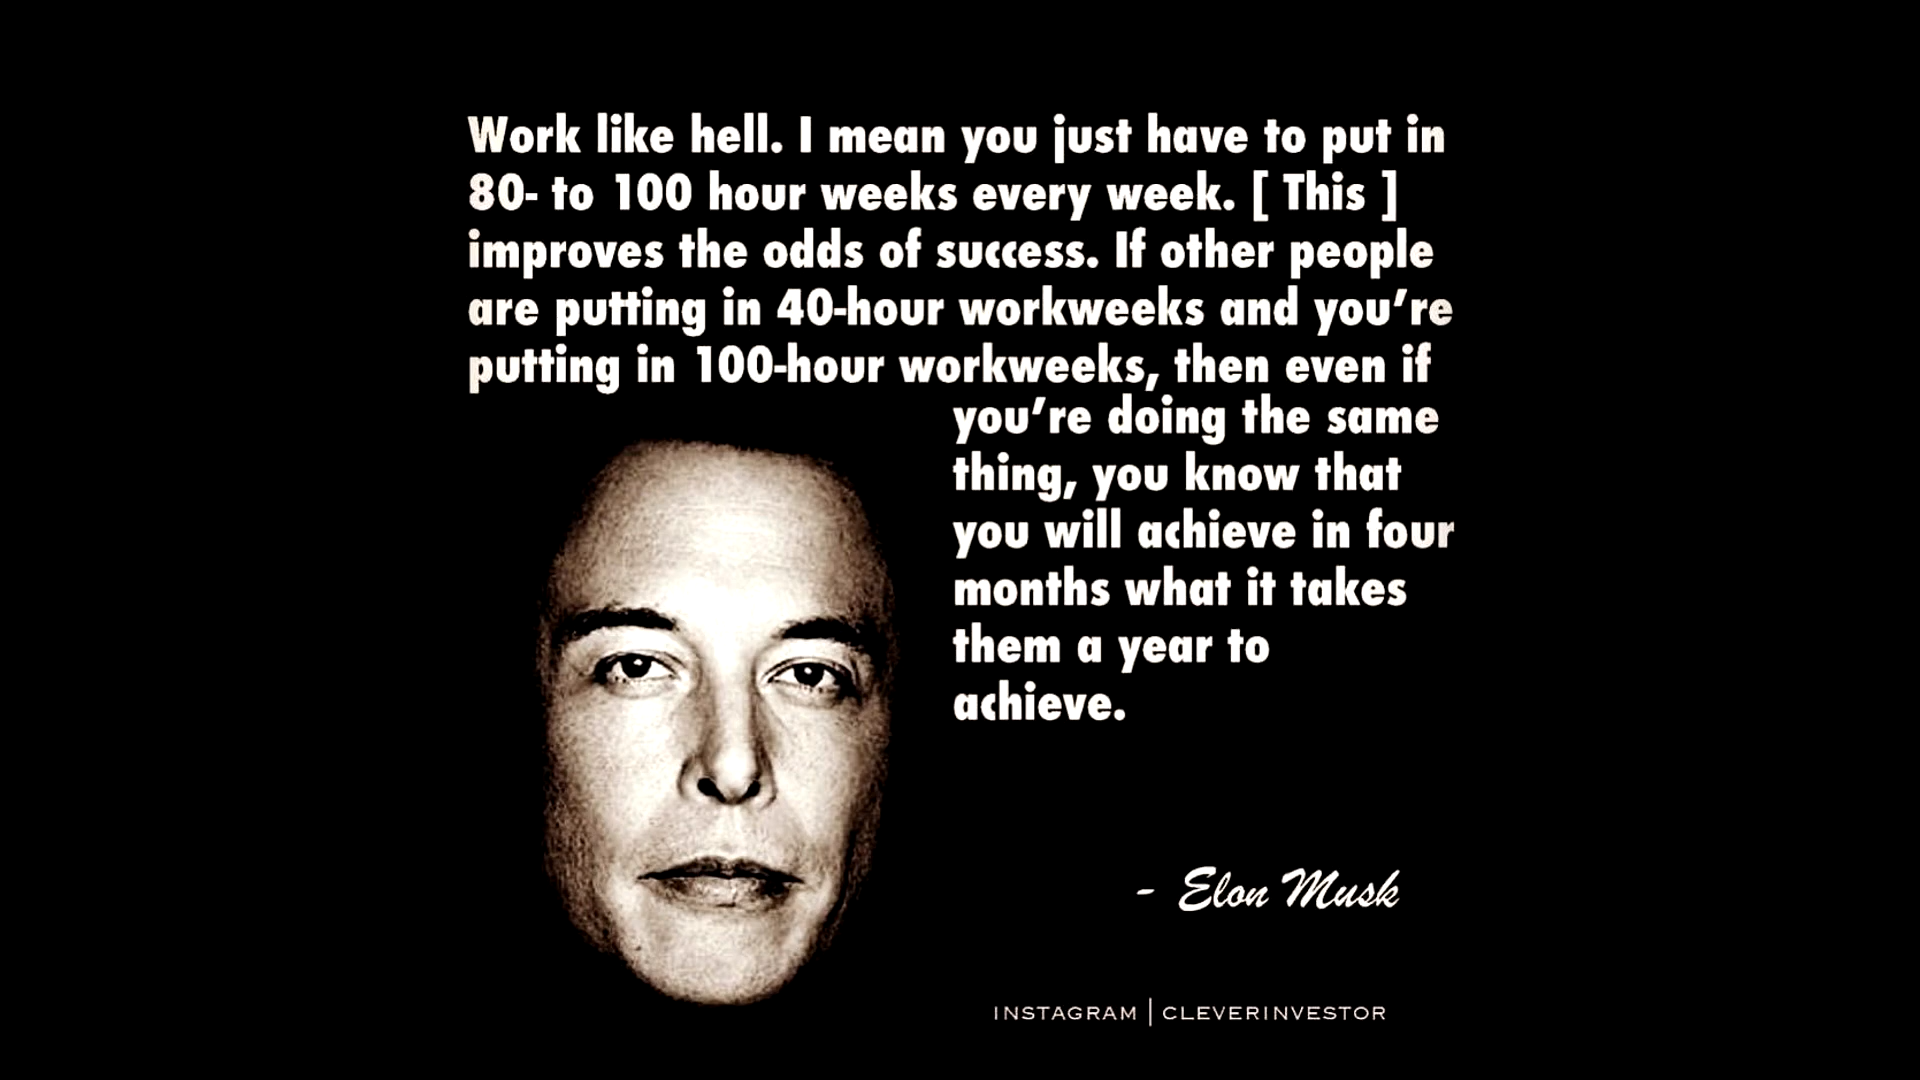 Work like hell. I mean you just have to put in
80- to 100 hour weeks every week. [ This ]
improves the odds of success. If other people
are putting in 40-hour workweeks and you’re
putting in 100-hour workweeks, then even if
you’re doing the same
thing, you know that
you will achieve in four
months what it takes
them a year to
achieve.
- Elon Musk
INSTAGRAM | CLEVERINVESTOR